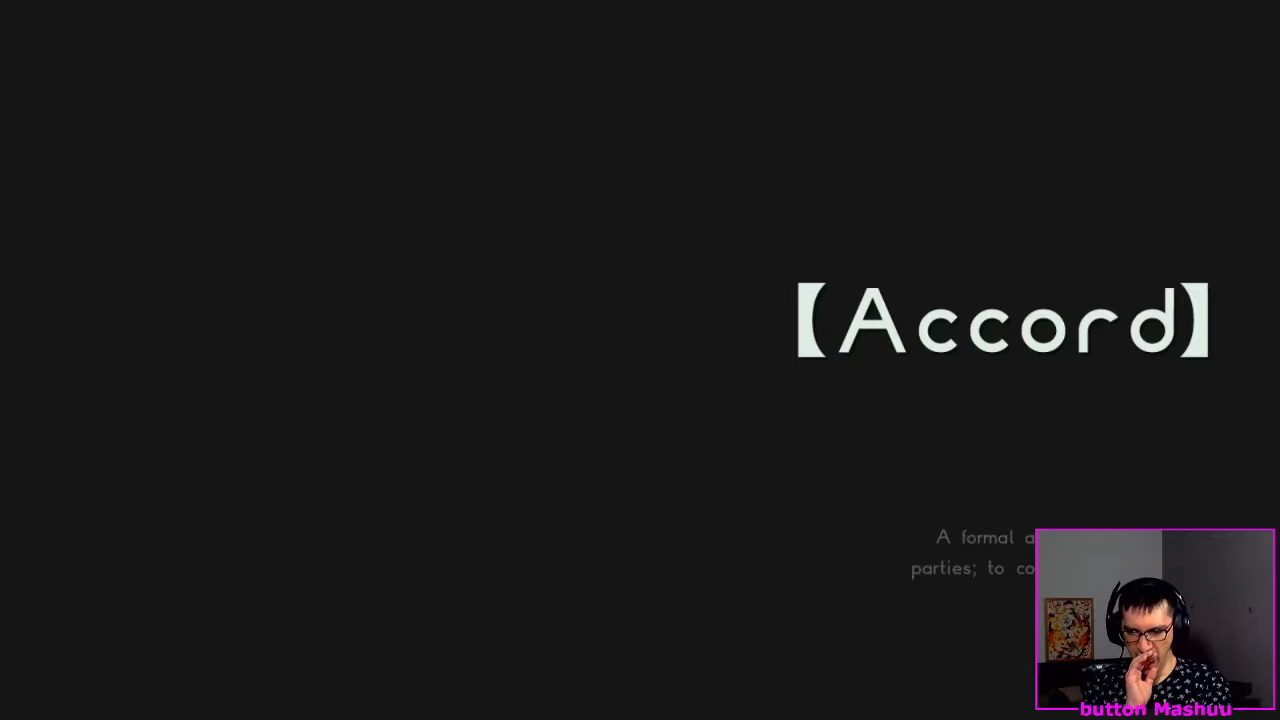 【Accord】
A formal
parties; to
button Mashuu